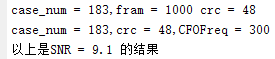 case_num = 183,fram = 1000 crc = 48
case_num = 183,crc = 48,CFOFreq = 300
以上是SNR = 9.1 的结果